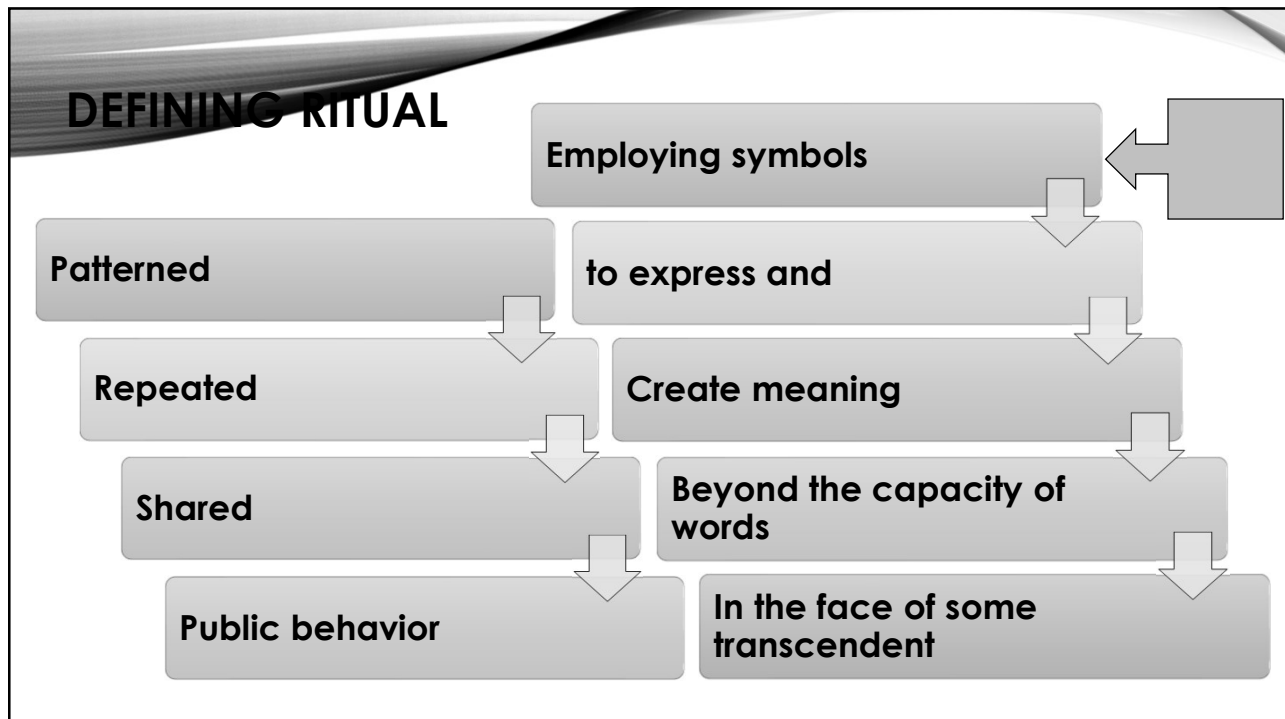 DEFINING RITUAL
Patterned
Repeated
Shared
Public behavior
Employing symbols
to express and
Create meaning
Beyond the capacity of
words
In the face of some
transcendent